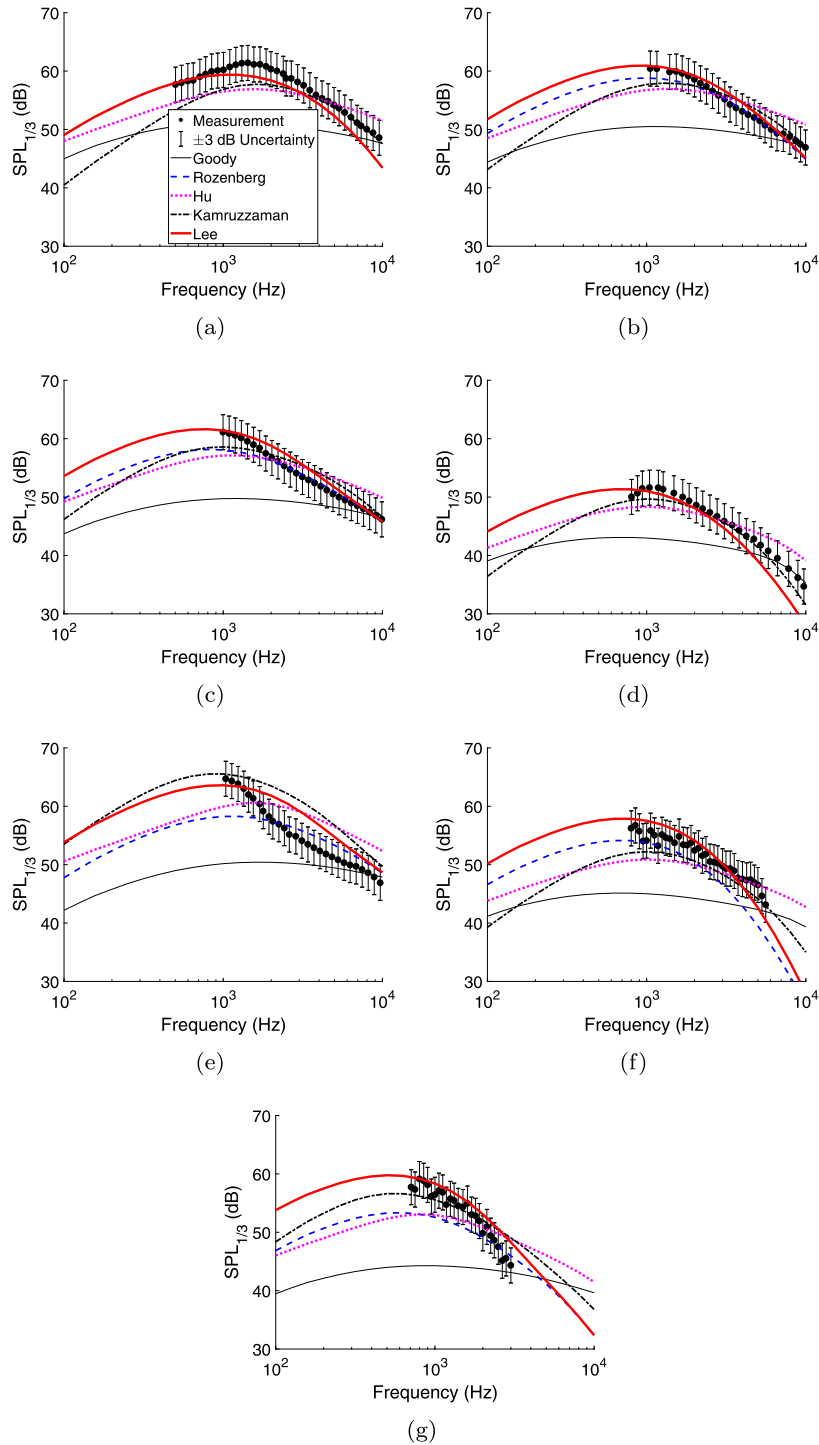 70
60
50
40
30
SPL1/3 (dB)
Measurement
±3 dB Uncertainty
Goody
Rozenberg
Hu
Kamruzzaman
Lee
10^2
10^3
10^4
Frequency (Hz)
(a)
70
60
50
40
30
SPL1/3 (dB)
10^2
10^3
10^4
Frequency (Hz)
(b)
70
60
50
40
30
SPL1/3 (dB)
10^2
10^3
10^4
Frequency (Hz)
(c)
70
60
50
40
30
SPL1/3 (dB)
10^2
10^3
10^4
Frequency (Hz)
(d)
70
60
50
40
30
SPL1/3 (dB)
10^2
10^3
10^4
Frequency (Hz)
(e)
70
60
50
40
30
SPL1/3 (dB)
10^2
10^3
10^4
Frequency (Hz)
(f)
70
60
50
40
30
SPL1/3 (dB)
10^2
10^3
10^4
Frequency (Hz)
(g)